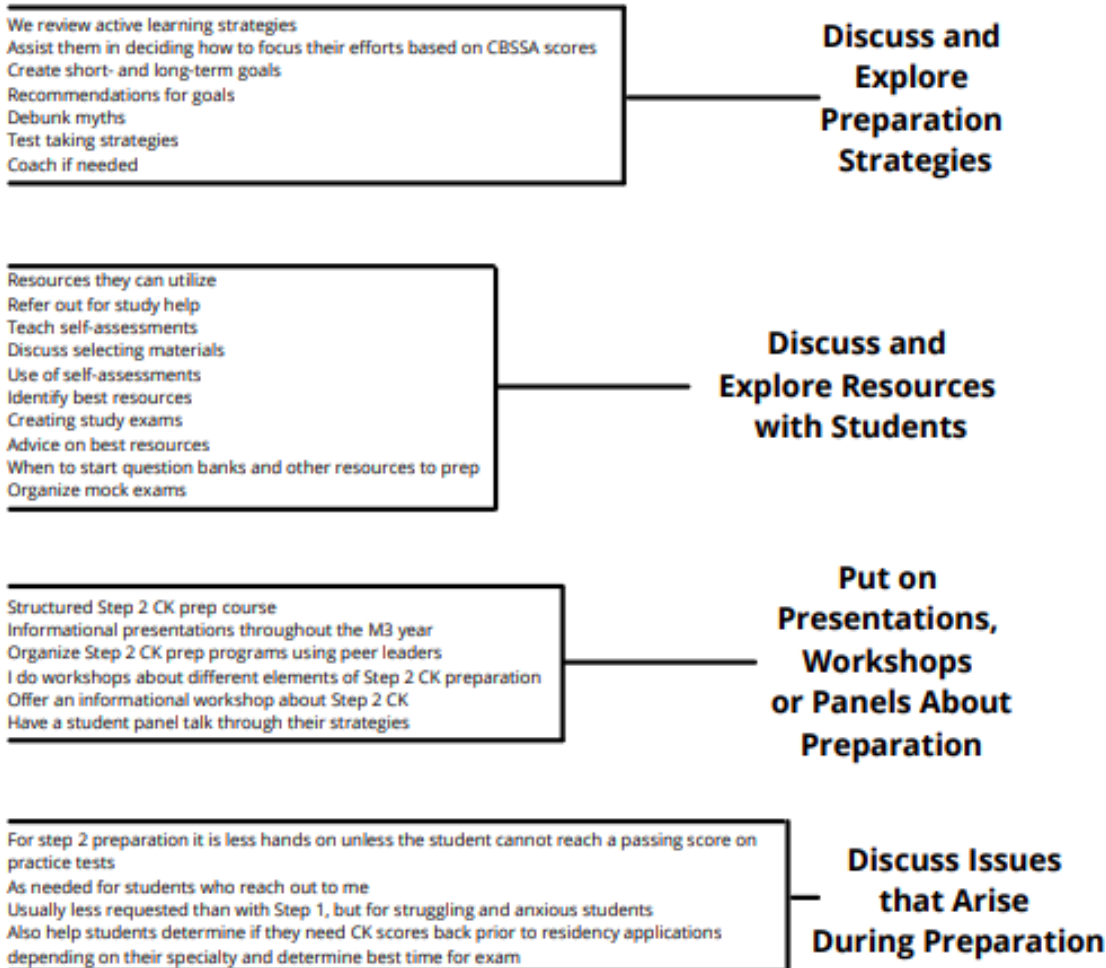 We review active learning strategies
Assist them in deciding how to focus their efforts based on CBSSA scores
Create short- and long-term goals
Recommendations for goals
Debunk myths
Test taking strategies
Coach if needed
Discuss and
Explore
Preparation
Strategies
Resources they can utilize
Refer out for study help
Teach self-assessments
Discuss selecting materials
Use of self-assessments
Identify best resources
Creating study exams
Advice on best resources
When to start question banks and other resources to prep
Organize mock exams
Discuss and
Explore Resources
with Students
Structured Step 2 CK prep course
Informational presentations throughout the M3 year
Organize Step 2 CK prep programs using peer leaders
I do workshops about different elements of Step 2 CK preparation
Offer an informational workshop about Step 2 CK
Have a student panel talk through their strategies
Put on
Presentations,
Workshops
or Panels About
Preparation
For step 2 preparation it is less hands on unless the student cannot reach a passing score on
practice tests
As needed for students who reach out to me
Usually less requested than with Step 1, but for struggling and anxious students
Also help students determine if they need CK scores back prior to residency applications
depending on their specialty and determine best time for exam
Discuss Issues
that Arise
During Preparation